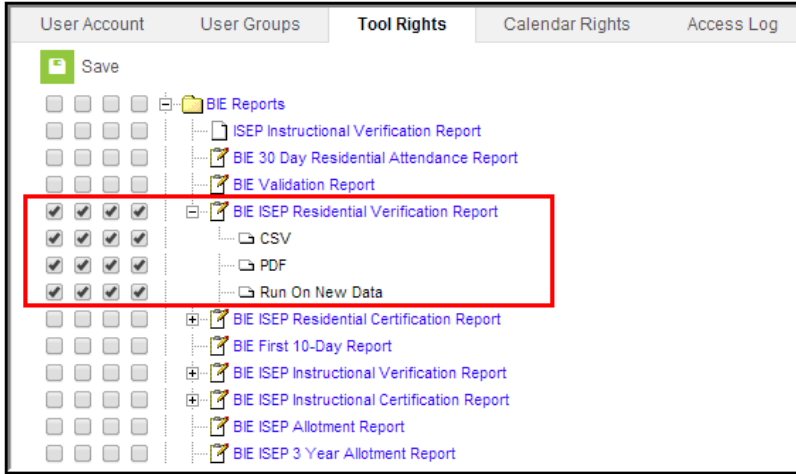 User Account User Groups Tool Rights Calendar Rights Access Log
Save
BIE Reports
ISEP Instructional Verification Report
BIE 30 Day Residential Attendance Report
BIE Validation Report
BIE ISEP Residential Verification Report
CSV
PDF
Run On New Data
BIE ISEP Residential Certification Report
BIE First 10-Day Report
BIE ISEP Instructional Verification Report
BIE ISEP Instructional Certification Report
BIE ISEP Allotment Report
BIE ISEP 3 Year Allotment Report